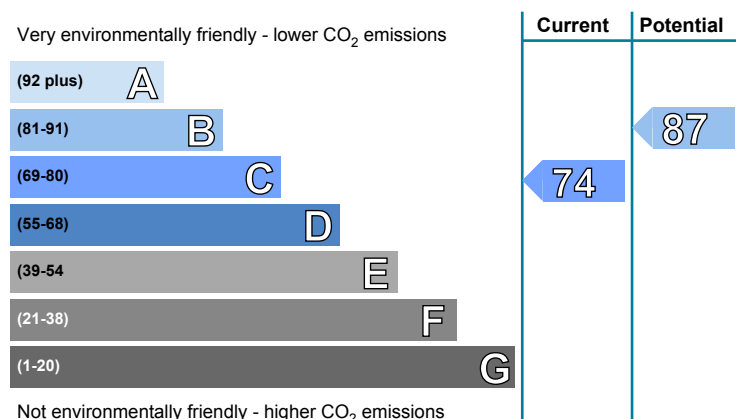 Very environmentally friendly - lower CO₂ emissions
Current
Potential
(92 plus) A
(81-91) B
87
(69-80) C
74
(55-68) D
(39-54 E
(21-38) F
(1-20) G
Not environmentally friendly - higher CO₂ emissions